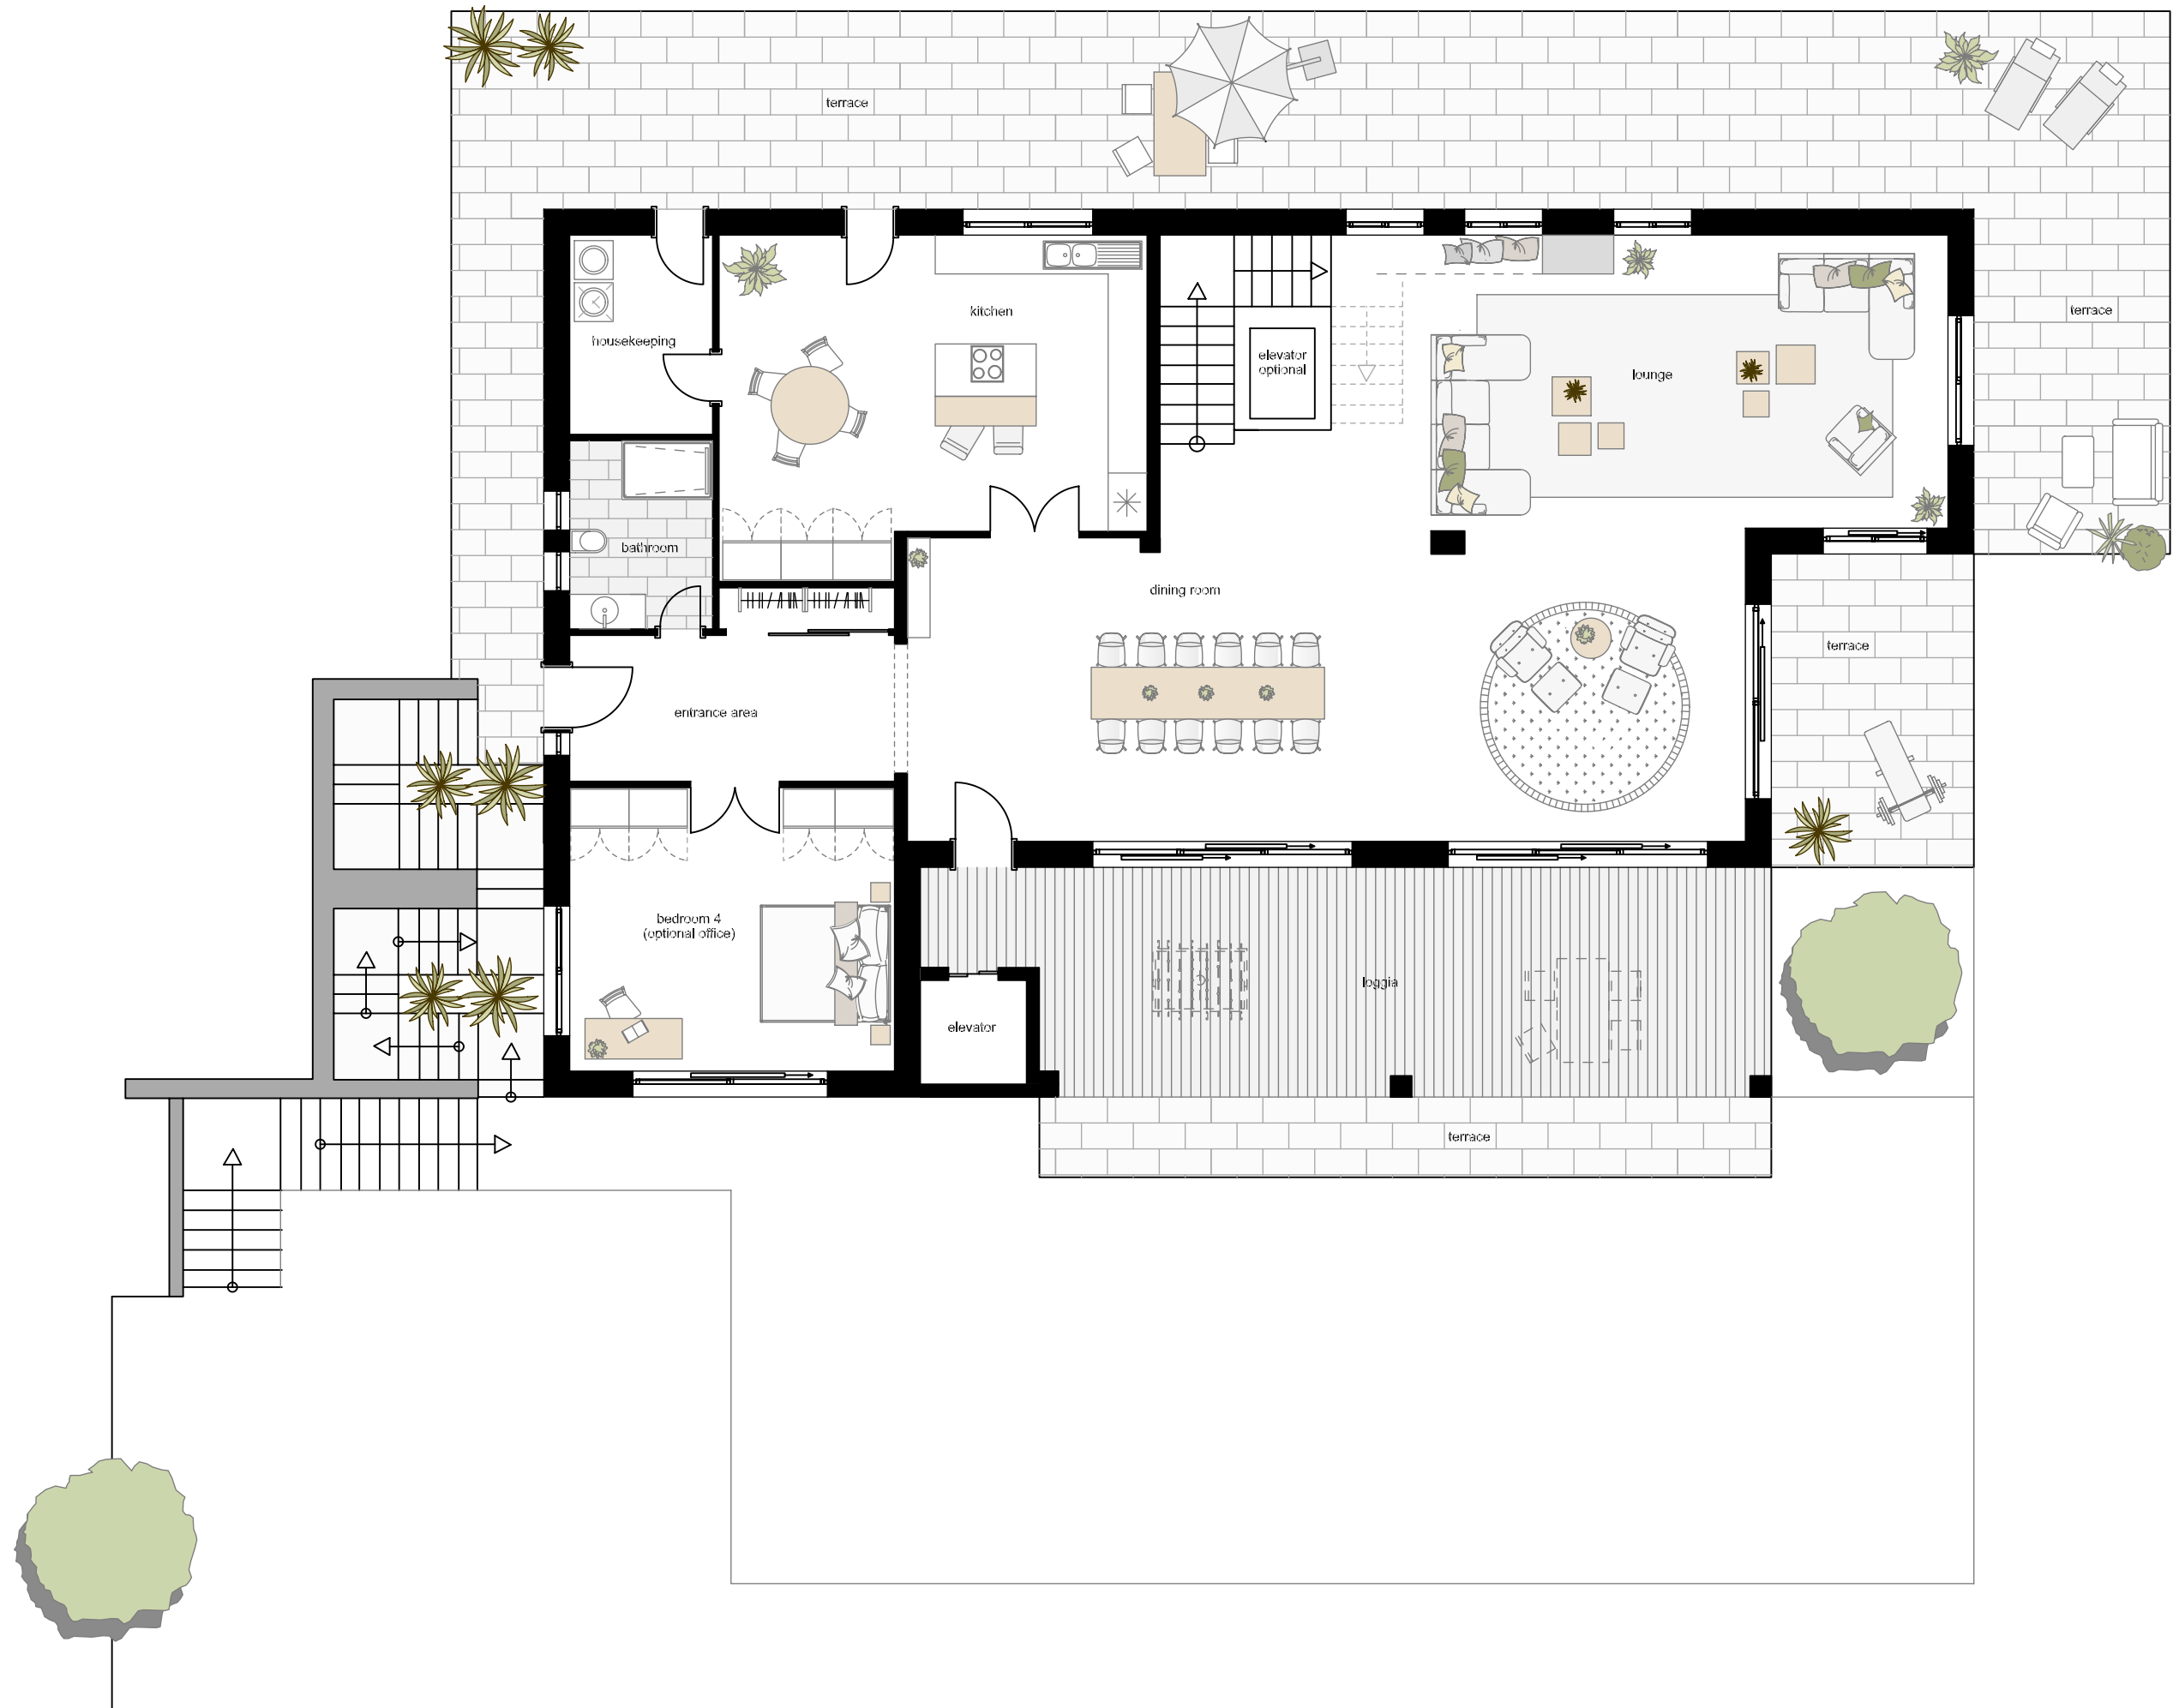 terrace
terrace
kitchen
housekeeping
elevator
optional
lounge
bathroom
dining room
terrace
entrance area
bedroom 4
(optional office)
loggia
elevator
terrace